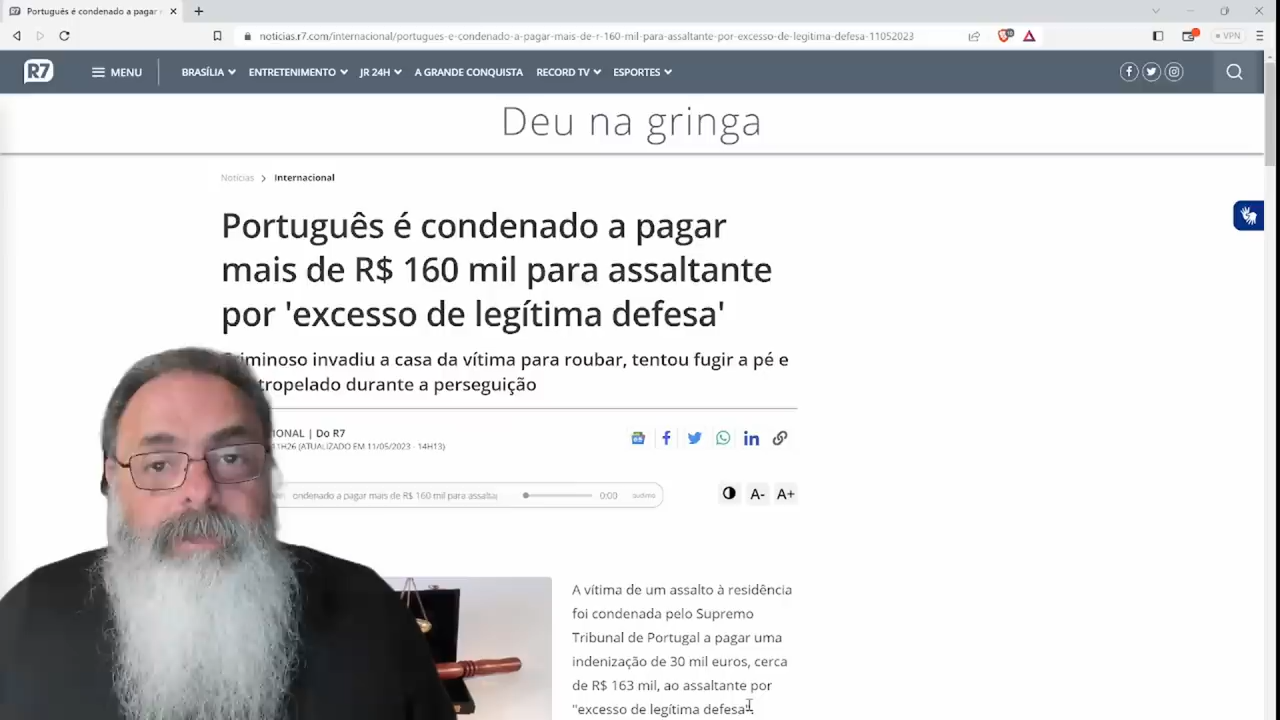 Português é condenado a pagar
noticias.r7.com/internacional/portugues-e-condenado-a-pagar-mais-de-r-160-mil-para-assaltante-por-excesso-de-legitima-defesa-11052023
VPN
R7
MENU
BRASÍLIA
ENTRETENIMENTO
JR 24H
A GRANDE CONQUISTA
RECORD TV
ESPORTES
Deu na gringa
Notícias > Internacional
Português é condenado a pagar
mais de R$ 160 mil para assaltante
por 'excesso de legítima defesa'
iminoso invadiu a casa da vítima para roubar, tentou fugir a pé e
tropelado durante a perseguição
IONAL | Do R7
1H26 (ATUALIZADO EM 11/05/2023 - 14H13)
ondenado a pagar mais de R$ 160 mil para assalta
0:00
audima
A-
A+
A vítima de um assalto à residência
foi condenada pelo Supremo
Tribunal de Portugal a pagar uma
indenização de 30 mil euros, cerca
de R$ 163 mil, ao assaltante por
"excesso de legítima defesa".